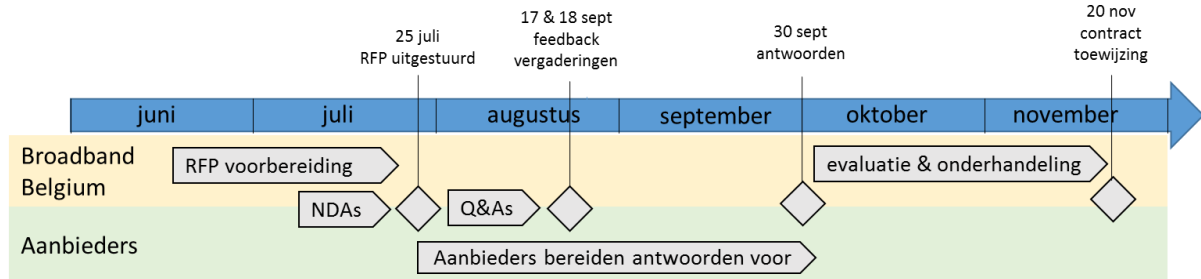 25 juli
RFP uitgestuurd
17 & 18 sept
feedback
vergaderingen
30 sept
antwoorden
20 nov
contract
toewijzing
juni
juli
augustus
september
oktober
november
Broadband
Belgium
RFP voorbereiding
evaluatie & onderhandeling
NDAs
Q&As
Aanbieders
Aanbieders bereiden antwoorden voor